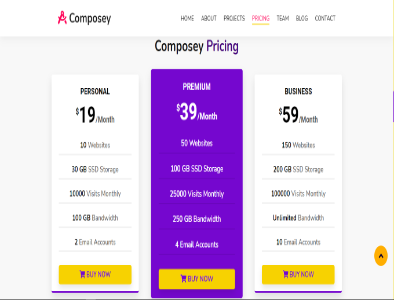 Composey
HOME ABOUT PROJECTS PRICING TEAM BLOG CONTACT
Composey Pricing
PERSONAL
$19/Month
10 Websites
30 GB SSD Storage
10000 Visits Monthly
100 GB Bandwidth
2 Email Accounts
BUY NOW
PREMIUM
$39/Month
50 Websites
100 GB SSD Storage
25000 Visits Monthly
250 GB Bandwidth
4 Email Accounts
BUY NOW
BUSINESS
$59/Month
150 Websites
200 GB SSD Storage
100000 Visits Monthly
Unlimited Bandwidth
10 Email Accounts
BUY NOW